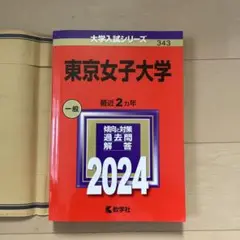 大学入試シリーズ
343
東京女子大学
一般
最近2カ年
傾向と対策
過去問
解答
2024
教学社